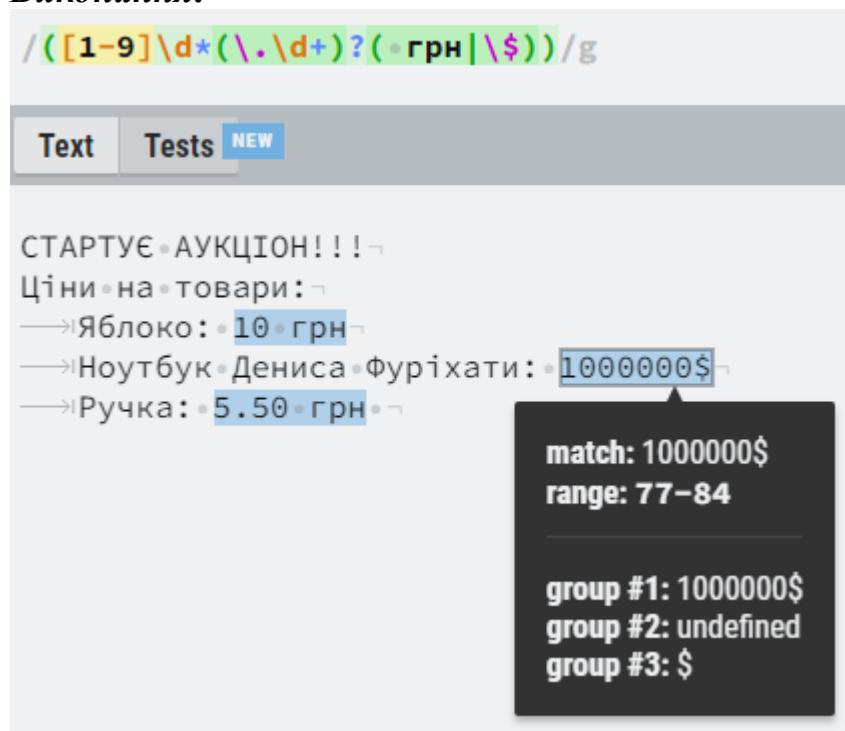 /([1-9]\d*(\.\d+)?( грн|\$))/g
Text Tests NEW
СТАРТУЄ АУКЦІОН!!!
Ціни на товари:
Яблоко: 10 грн
Ноутбук Дениса Фуріхати: 1000000$
Ручка: 5.50 грн
match: 1000000$
range: 77-84
group #1: 1000000$
group #2: undefined
group #3: $